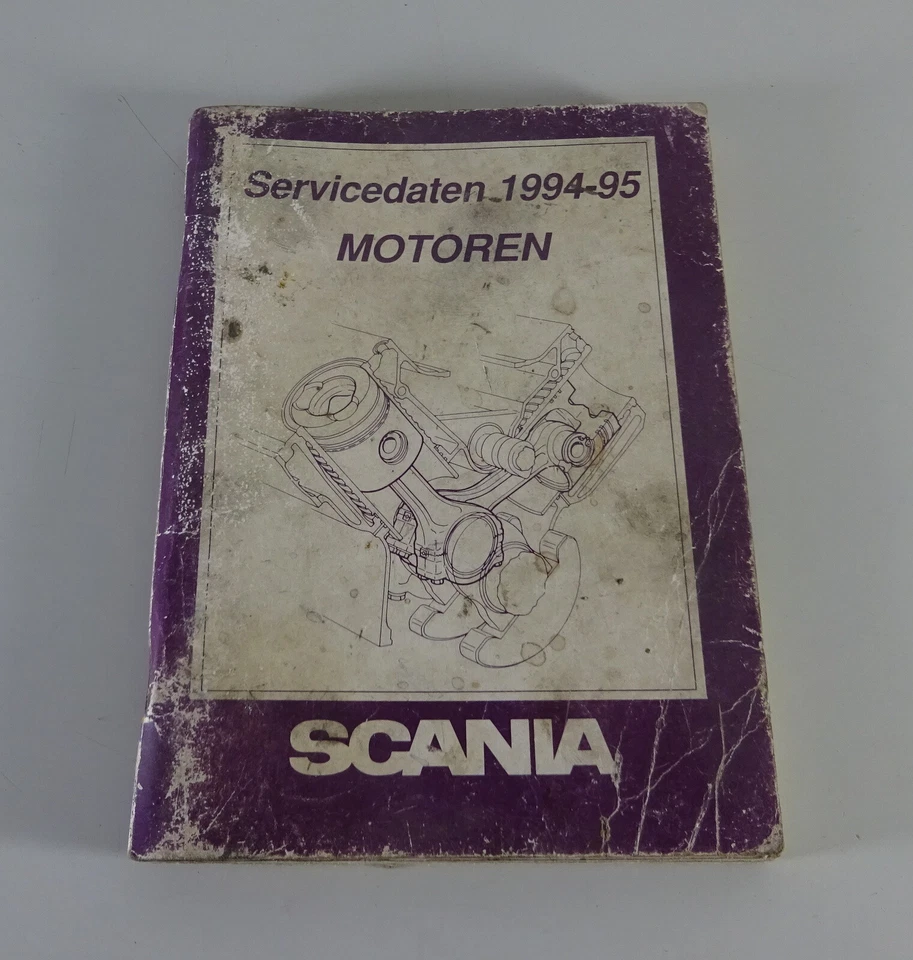 Servicedaten 1994-95
MOTOREN
SCANIA